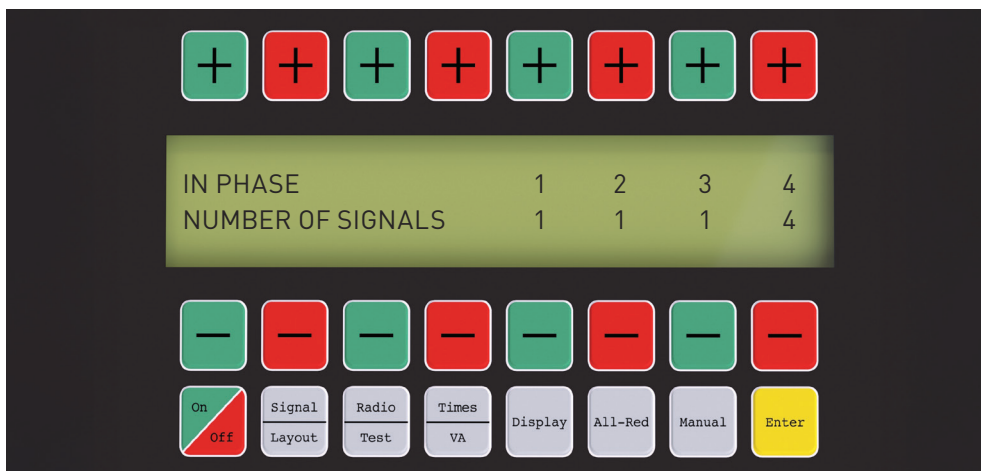 + + + + + + + +
IN PHASE 1 2 3 4
NUMBER OF SIGNALS 1 1 1 4
− − − − − − − −
On Off Signal Layout Radio Test Times VA Display All-Red Manual Enter